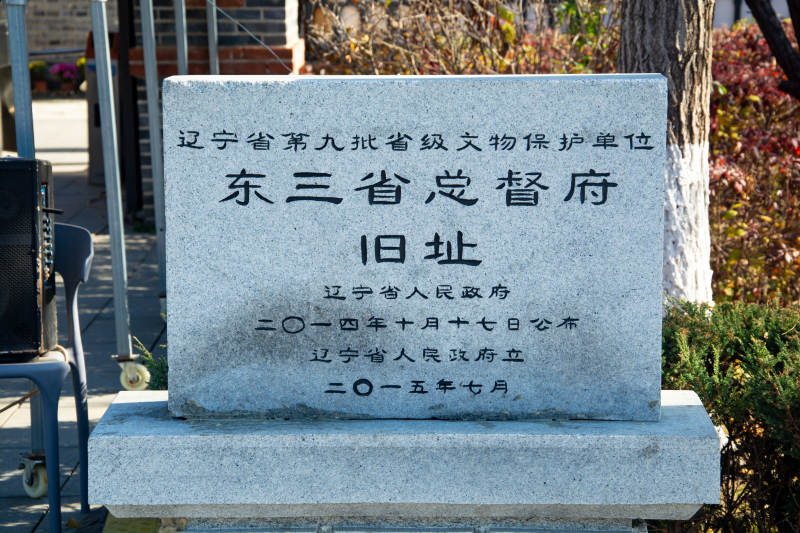 辽宁省第九批省级文物保护单位
东三省总督府
旧址
辽宁省人民政府
二〇一四年十月十七日公布
辽宁省人民政府立
二〇一五年七月